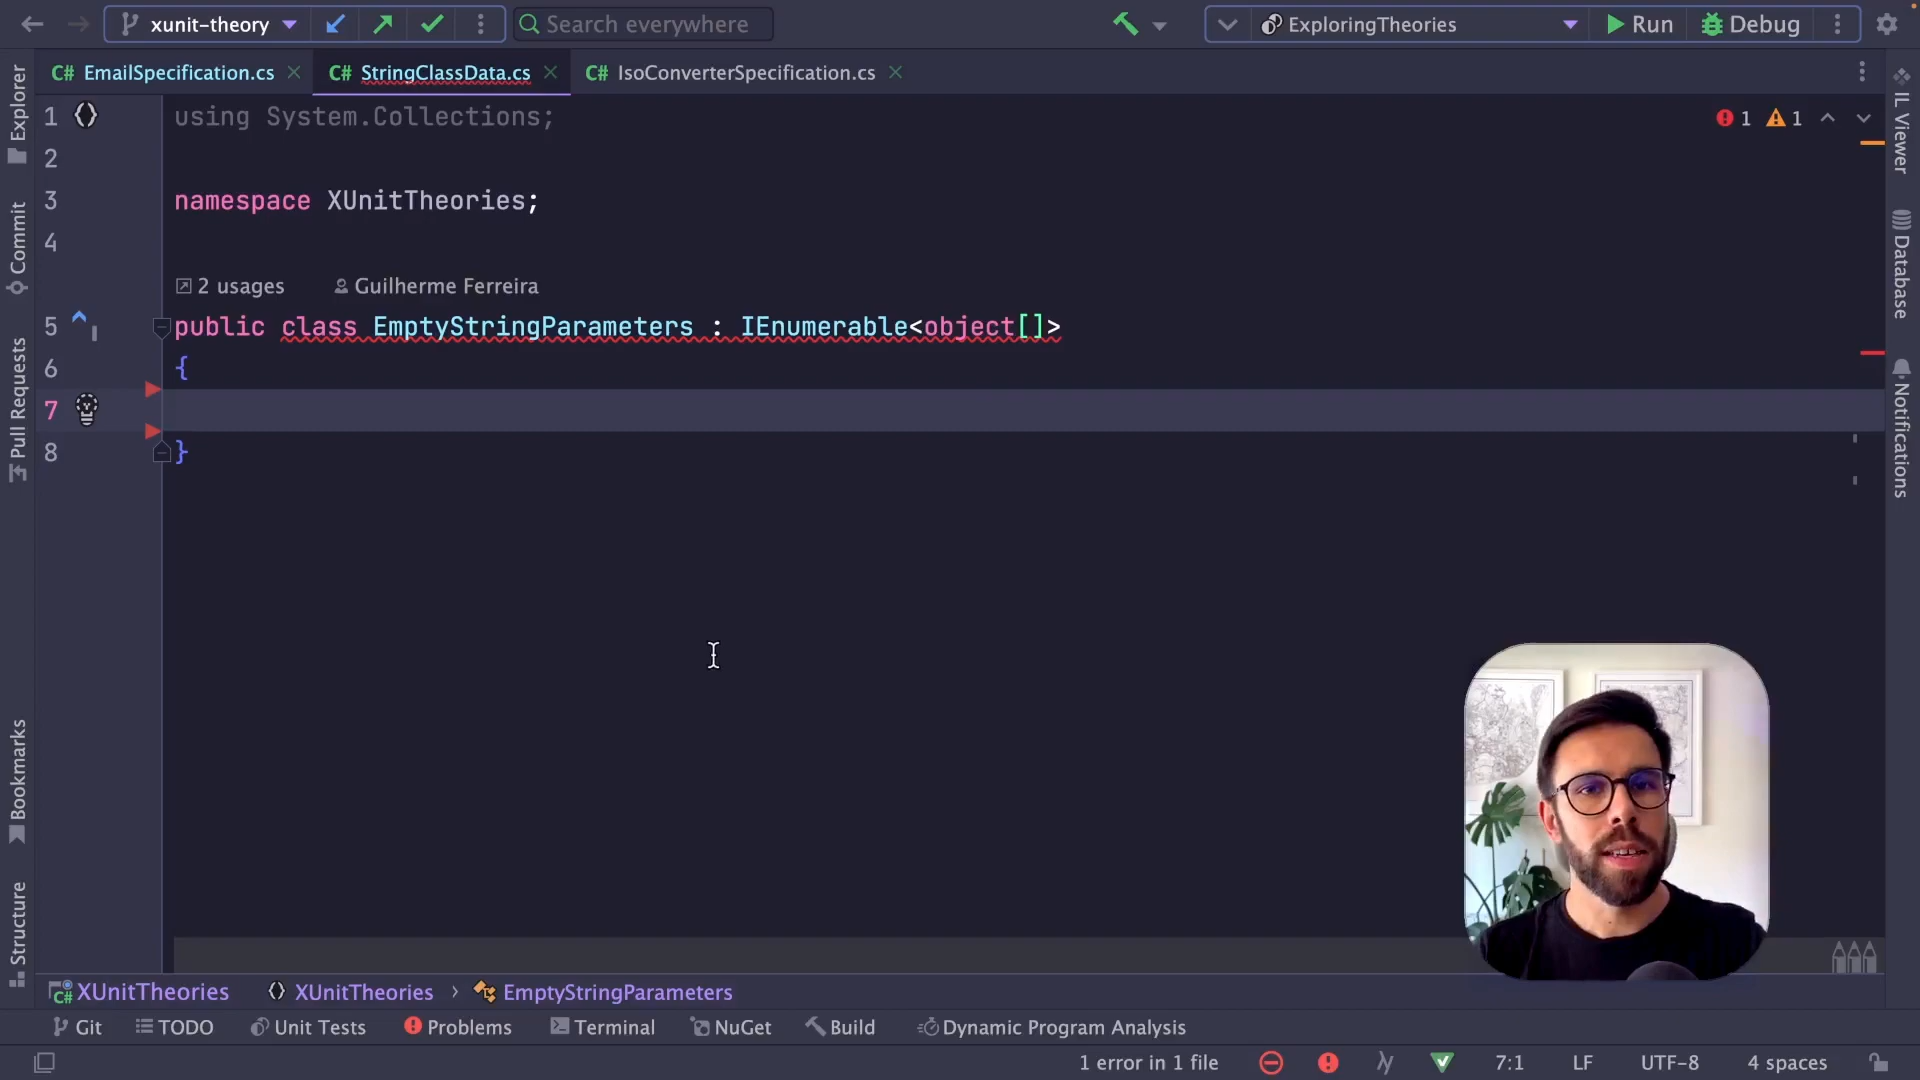 xunit-theory
Search everywhere
ExploringTheories
Run
Debug
C# EmailSpecification.cs
C# StringClassData.cs
C# IsoConverterSpecification.cs
Explorer
Commit
Pull Requests
Bookmarks
Structure
1 using System.Collections;
1 1
2
3 namespace XUnitTheories;
4
2 usages Guilherme Ferreira
5 public class EmptyStringParameters : IEnumerable<object[]>
6 {
7
8 }
IL Viewer
Database
Notifications
C# XUnitTheories
XUnitTheories › EmptyStringParameters
Git
TODO
Unit Tests
Problems
Terminal
NuGet
Build
Dynamic Program Analysis
1 error in 1 file
7:1
LF
UTF-8
4 spaces